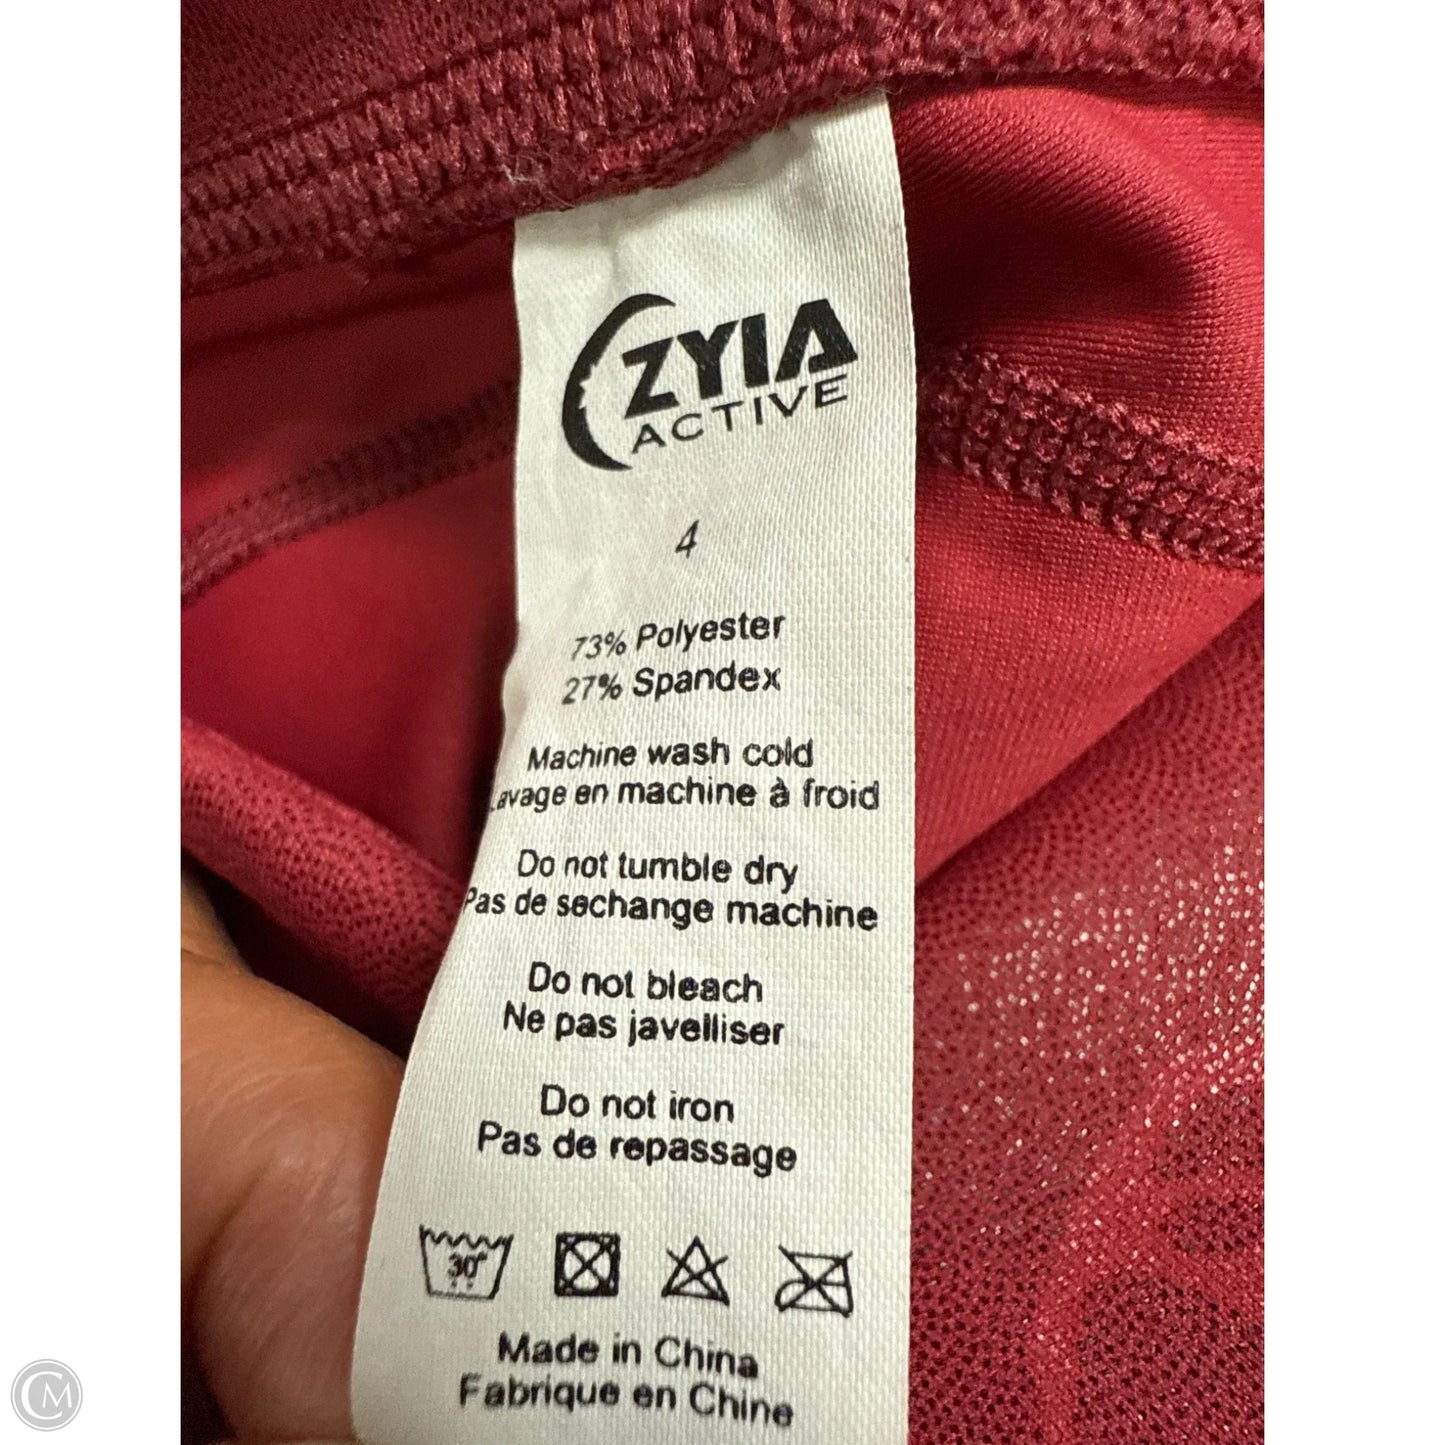 ZYIA
ACTIVE
4
73% Polyester
27% Spandex
Machine wash cold
Lavage en machine à froid
Do not tumble dry
Pas de sechange machine
Do not bleach
Ne pas javelliser
Do not iron
Pas de repassage
30°
Made in China
Fabrique en Chine
CM